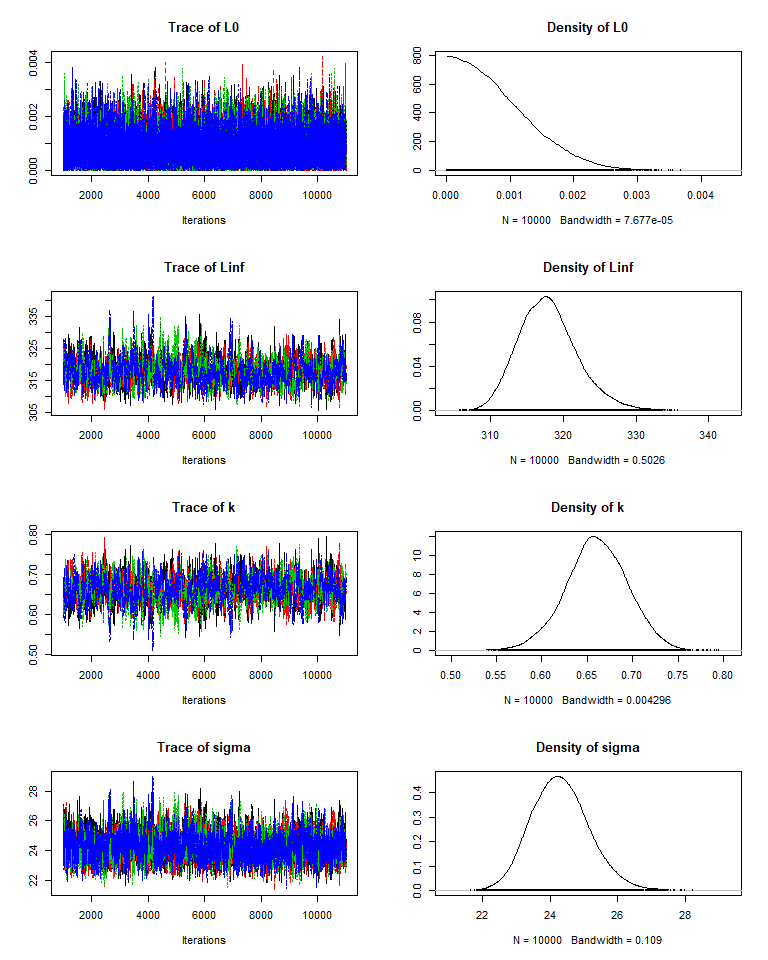 Trace of L0
0.000 0.002 0.004
2000 4000 6000 8000 10000
Iterations
Density of L0
0 200 400 600 800
0.000 0.001 0.002 0.003 0.004
N = 10000 Bandwidth = 7.677e-05
Trace of Linf
305 315 325 335
2000 4000 6000 8000 10000
Iterations
Density of Linf
0.00 0.04 0.08
310 320 330 340
N = 10000 Bandwidth = 0.5026
Trace of k
0.50 0.60 0.70 0.80
2000 4000 6000 8000 10000
Iterations
Density of k
0 2 4 6 8 10
0.50 0.55 0.60 0.65 0.70 0.75 0.80
N = 10000 Bandwidth = 0.004296
Trace of sigma
22 24 26 28
2000 4000 6000 8000 10000
Iterations
Density of sigma
0.0 0.1 0.2 0.3 0.4
22 24 26 28
N = 10000 Bandwidth = 0.109